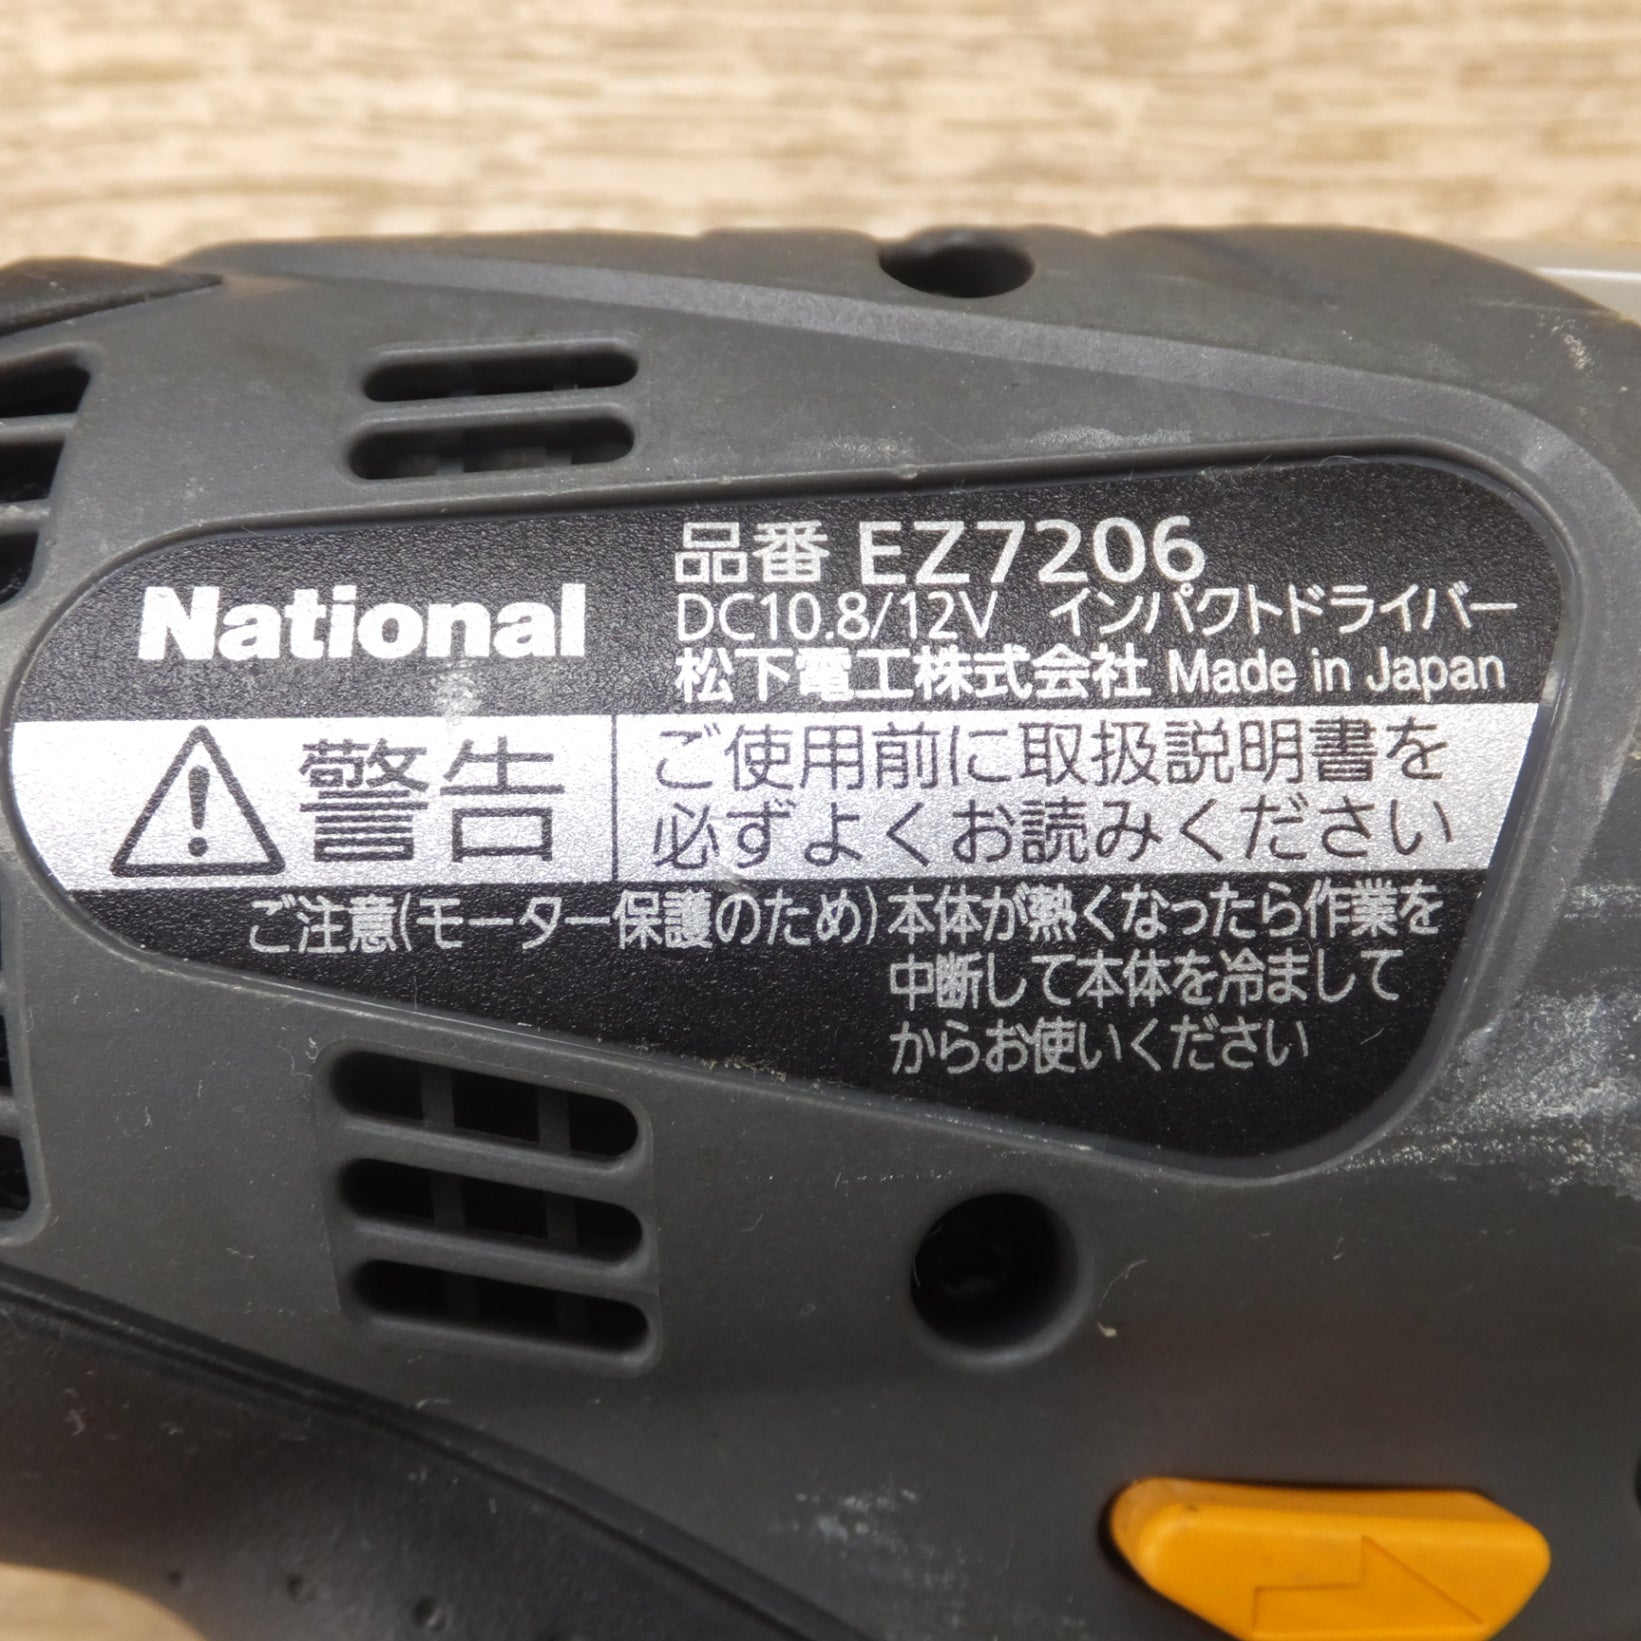 National
品番 EZ7206
DC10.8/12V インパクトドライバー
松下電工株式会社 Made in Japan
警告
ご使用前に取扱説明書を
必ずよくお読みください
ご注意(モーター保護のため) 本体が熱くなったら作業を
中断して本体を冷まして
からお使いください